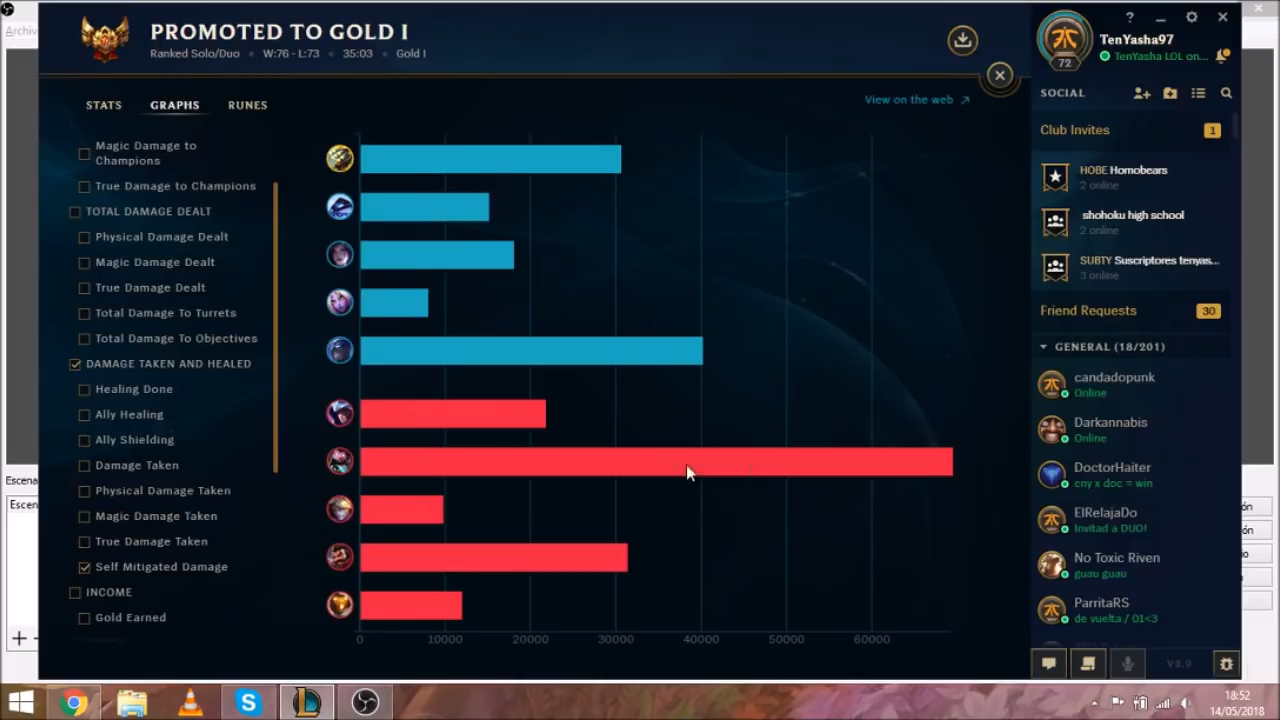 Archiv
PROMOTED TO GOLD I
Ranked Solo/Duo • W:76 - L:73 • 35:03 • Gold I
STATS GRAPHS RUNES
View on the web
Magic Damage to
Champions
True Damage to Champions
TOTAL DAMAGE DEALT
Physical Damage Dealt
Magic Damage Dealt
True Damage Dealt
Total Damage To Turrets
Total Damage To Objectives
DAMAGE TAKEN AND HEALED
Healing Done
Ally Healing
Ally Shielding
Damage Taken
Physical Damage Taken
Magic Damage Taken
True Damage Taken
Self Mitigated Damage
INCOME
Gold Earned
0 10000 20000 30000 40000 50000 60000
72
TenYasha97
TenYasha LOL on...
SOCIAL
Club Invites 1
HOBE Homobears
2 online
shohoku high school
2 online
SUBTY Suscriptores tenyas...
3 online
Friend Requests 30
GENERAL (18/201)
candadopunk
Online
Darkannabis
Online
DoctorHaiter
cny x doc = win
ElRelajaDo
Invitad a DUO!
No Toxic Riven
guau guau
ParritaRS
de vuelta / 01<3
V8.9
Escena
Escen
ón
ón
io
18:52
14/05/2018